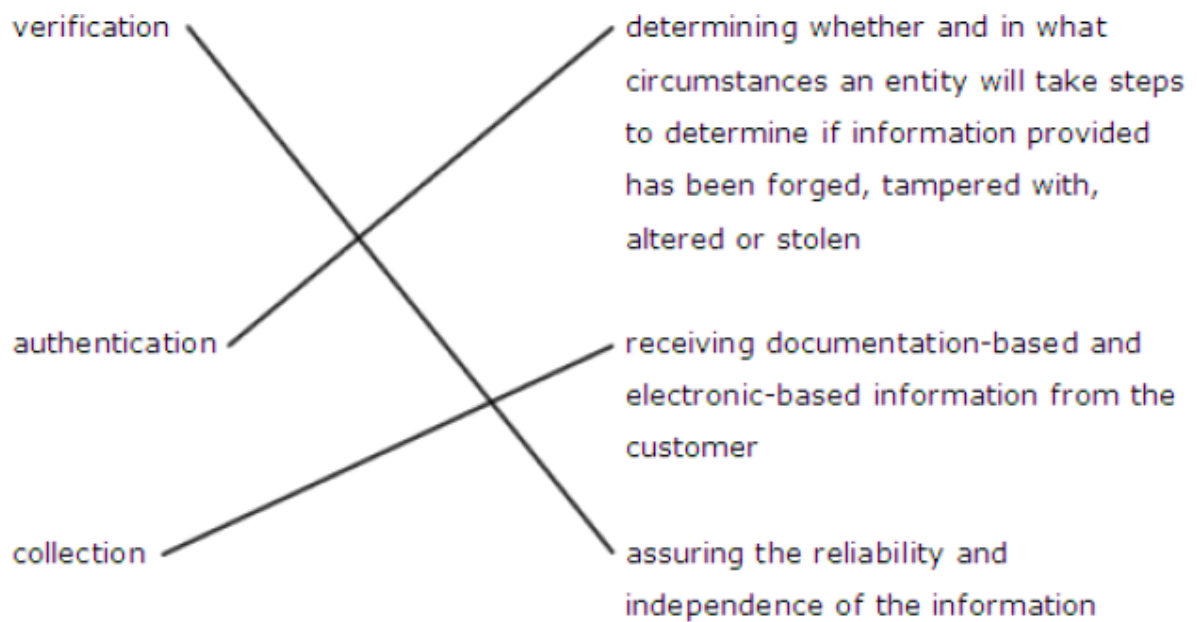 verification
determining whether and in what
circumstances an entity will take steps
to determine if information provided
has been forged, tampered with,
altered or stolen
authentication
receiving documentation-based and
electronic-based information from the
customer
collection
assuring the reliability and
independence of the information